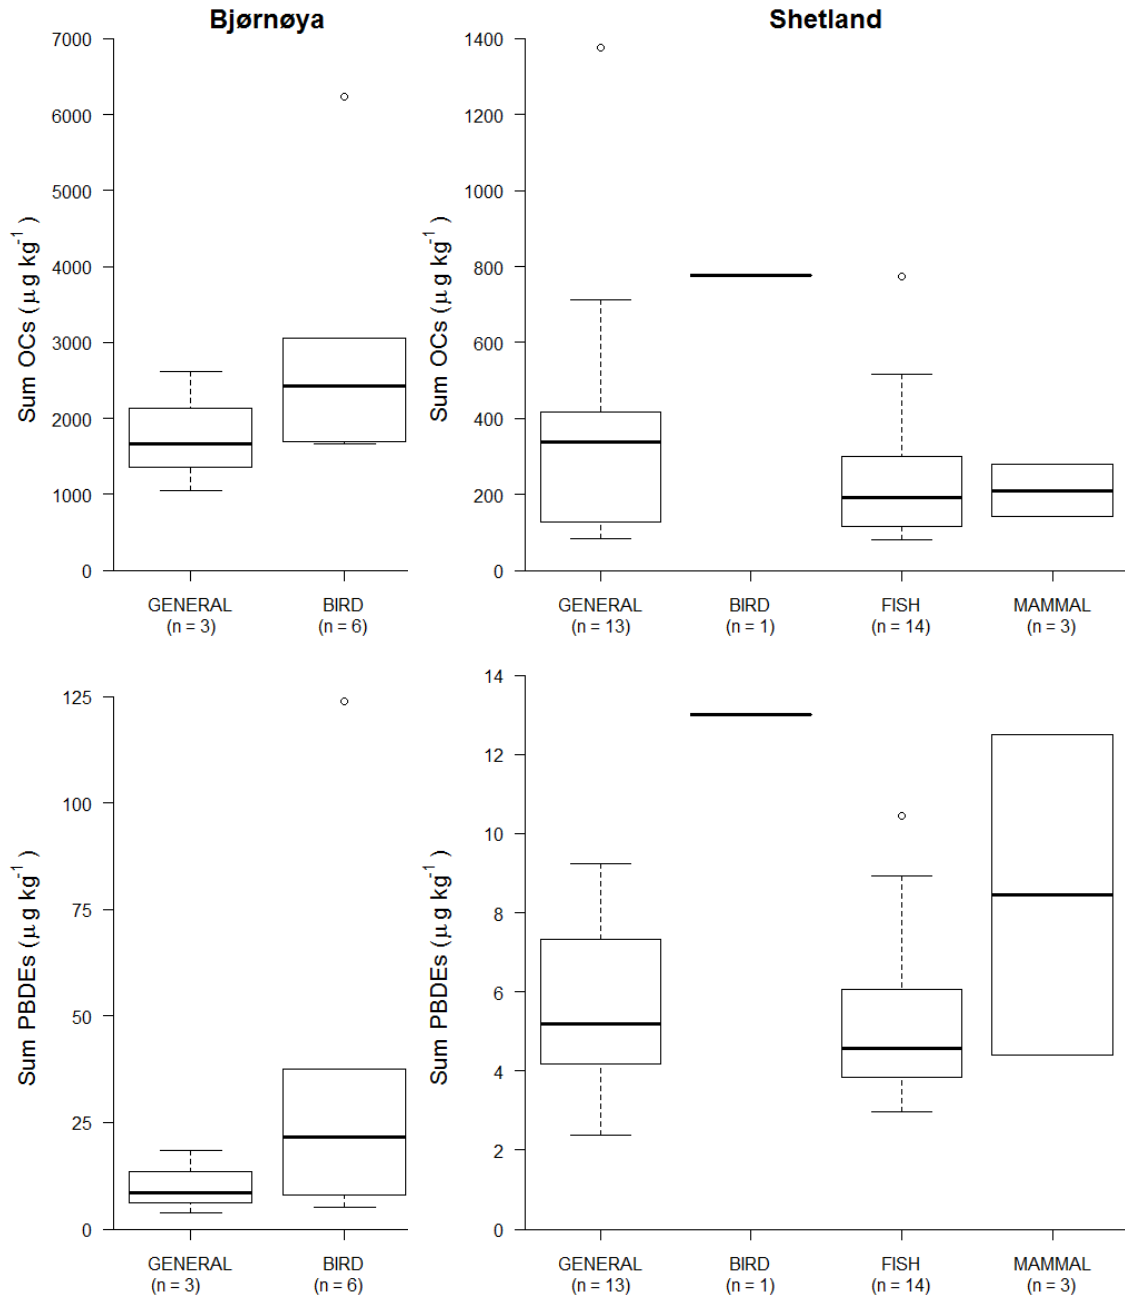 Bjørnøya
Shetland
Sum OCs (μg kg-1)
7000
6000
5000
4000
3000
2000
1000
0
GENERAL
(n = 3)
BIRD
(n = 6)
Sum OCs (μg kg-1)
1400
1200
1000
800
600
400
200
0
GENERAL
(n = 13)
BIRD
(n = 1)
FISH
(n = 14)
MAMMAL
(n = 3)
Sum PBDEs (μg kg-1)
125
100
75
50
25
0
GENERAL
(n = 3)
BIRD
(n = 6)
Sum PBDEs (μg kg-1)
14
12
10
8
6
4
2
0
GENERAL
(n = 13)
BIRD
(n = 1)
FISH
(n = 14)
MAMMAL
(n = 3)